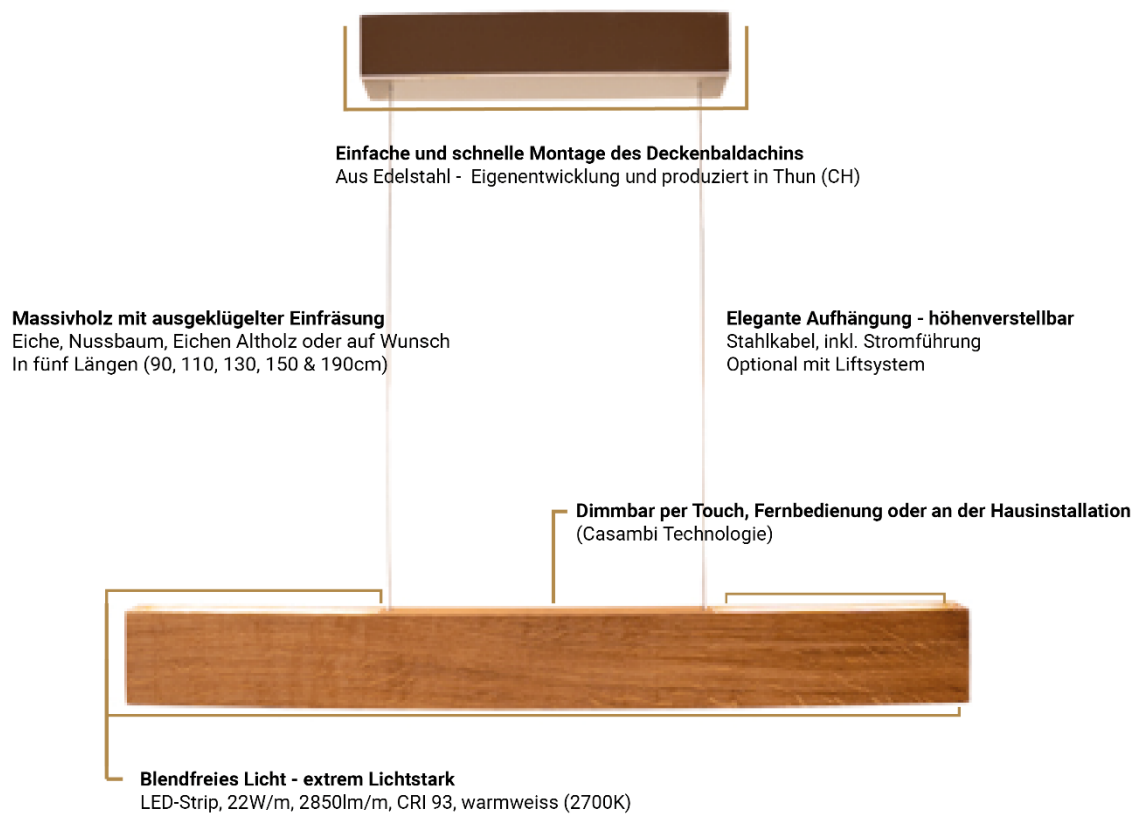 Einfache und schnelle Montage des Deckenbaldachins
Aus Edelstahl - Eigenentwicklung und produziert in Thun (CH)
Massivholz mit ausgeklügelter Einfräsung
Eiche, Nussbaum, Eichen Altholz oder auf Wunsch
In fünf Längen (90, 110, 130, 150 & 190cm)
Elegante Aufhängung - höhenverstellbar
Stahlkabel, inkl. Stromführung
Optional mit Liftsystem
Dimmbar per Touch, Fernbedienung oder an der Hausinstallation
(Casambi Technologie)
Blendfreies Licht - extrem Lichtstark
LED-Strip, 22W/m, 2850lm/m, CRI 93, warmweiss (2700K)